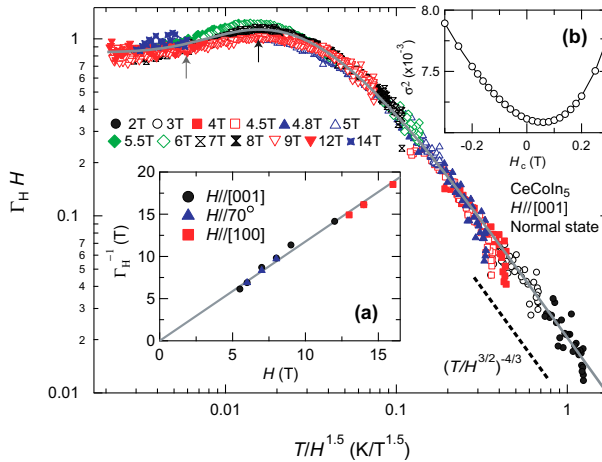 1
0.1
0.01
Γ_H H
0.01
0.1
1
T/H^1.5 (K/T^1.5)
2T 3T 4T 4.5T 4.8T 5T
5.5T 6T 7T 8T 9T 12T 14T
(b)
8.0
7.5
σ² (x10⁻³)
-0.2
0
0.2
H_c (T)
CeCoIn₅
H//[001]
Normal state
(T/H^3/2)^-4/3
(a)
20
15
10
5
0
Γ_H⁻¹ (T)
0
5
10
15
H (T)
H//[001]
H//70°
H//[100]